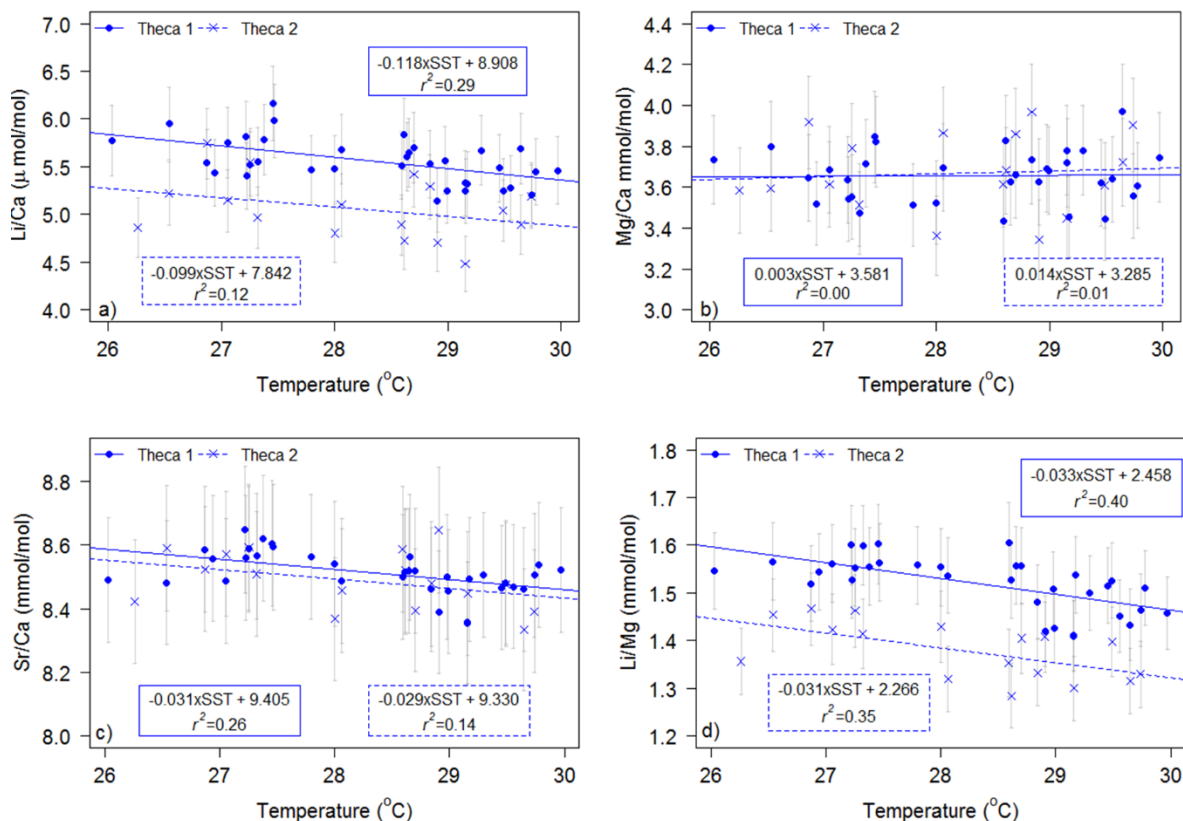 7.0
6.5
6.0
5.5
5.0
4.5
4.0
Li/Ca (μ mol/mol)
Theca 1
Theca 2
-0.118xSST + 8.908
r²=0.29
-0.099xSST + 7.842
r²=0.12
a)
26 27 28 29 30
Temperature (°C)
4.4
4.2
4.0
3.8
3.6
3.4
3.2
3.0
Mg/Ca mmol/mol)
Theca 1
Theca 2
0.003xSST + 3.581
r²=0.00
0.014xSST + 3.285
r²=0.01
b)
26 27 28 29 30
Temperature (°C)
8.8
8.6
8.4
8.2
8.0
Sr/Ca (mmol/mol)
Theca 1
Theca 2
-0.031xSST + 9.405
r²=0.26
-0.029xSST + 9.330
r²=0.14
c)
26 27 28 29 30
Temperature (°C)
1.8
1.7
1.6
1.5
1.4
1.3
1.2
Li/Mg (mmol/mol)
Theca 1
Theca 2
-0.033xSST + 2.458
r²=0.40
-0.031xSST + 2.266
r²=0.35
d)
26 27 28 29 30
Temperature (°C)